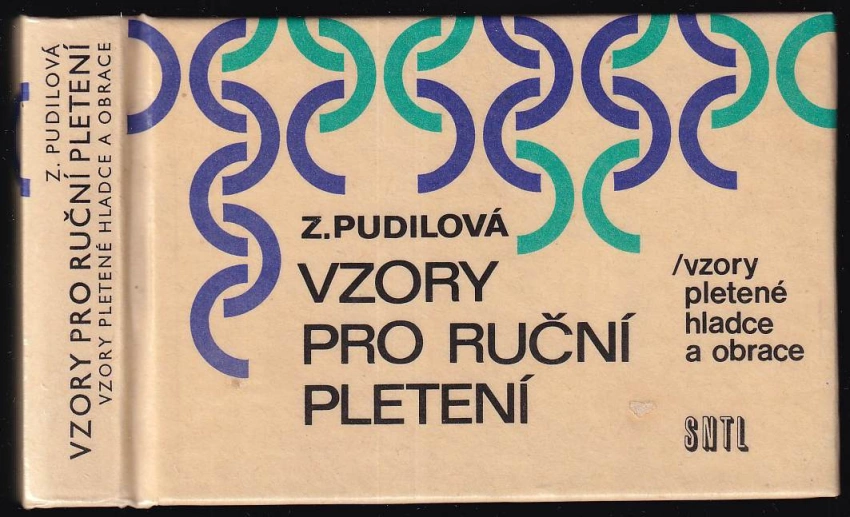 Z. PUDILOVÁ
VZORY PRO RUČNÍ PLETENÍ
VZORY PLETENÉ HLADCE A OBRACE
Z.PUDILOVÁ
VZORY
PRO RUČNÍ
PLETENÍ
/vzory
pletené
hladce
a obrace
SNTL